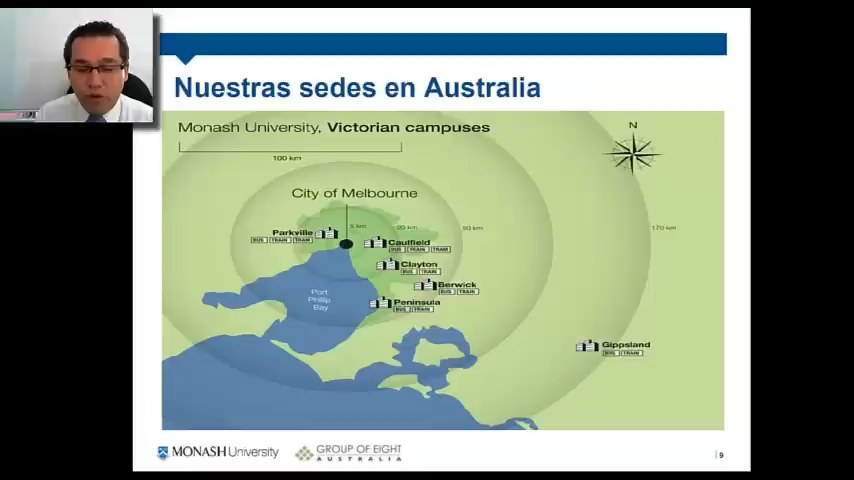 Nuestras sedes en Australia
Monash University, Victorian campuses
100 km
N
City of Melbourne
5 km
20 km
50 km
170 km
Parkville
BUS TRAIN TRAM
Caulfield
BUS TRAIN TRAM
Clayton
BUS TRAIN
Berwick
BUS TRAIN
Peninsula
BUS TRAIN
Port
Phillip
Bay
Gippsland
BUS TRAIN
MONASH University
GROUP OF EIGHT
AUSTRALIA
9